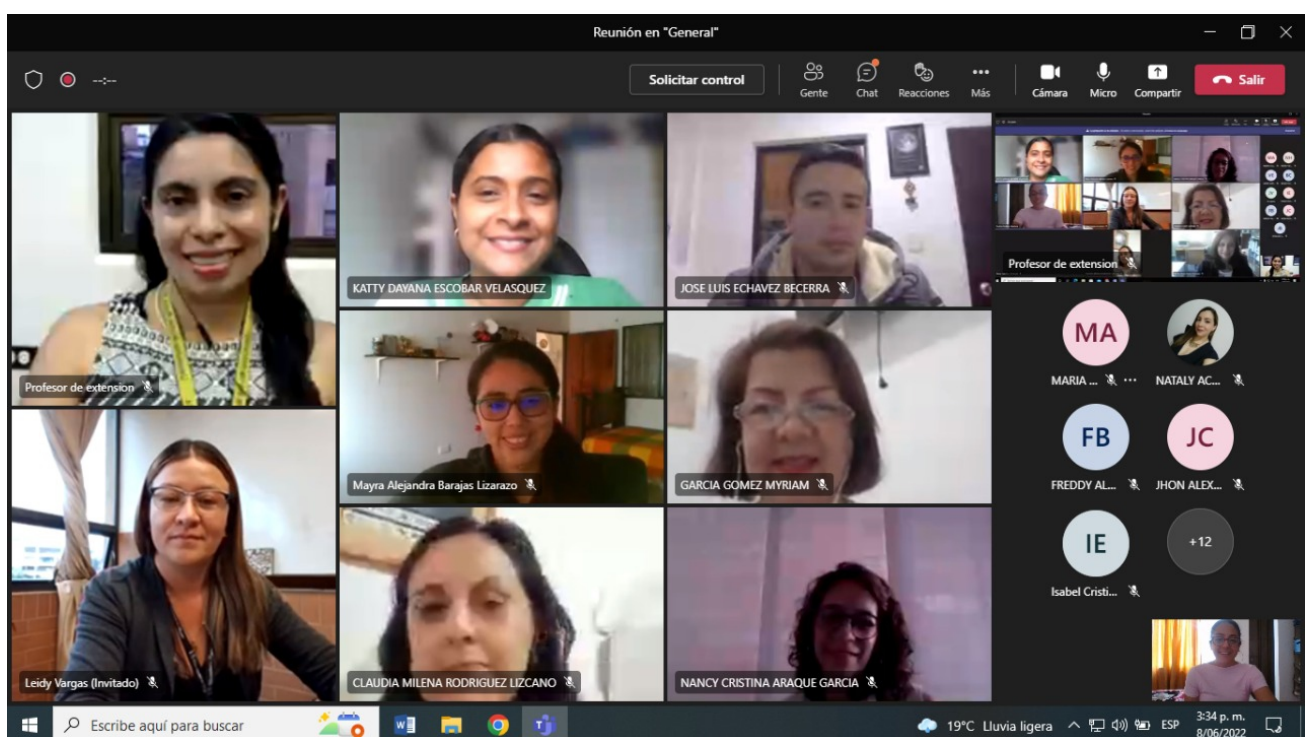 Reunión en "General"
--:--
Solicitar control
Gente
Chat
Reacciones
Más
Cámara
Micro
Compartir
Salir
Profesor de extension
KATTY DAYANA ESCOBAR VELASQUEZ
JOSE LUIS ECHAVEZ BECERRA
Profesor de extension
Mayra Alejandra Barajas Lizarazo
GARCIA GOMEZ MYRIAM
MA
MARIA ...
NATALY AC...
FB
JC
FREDDY AL...
JHON ALEX...
IE
+12
Isabel Cristi...
Leidy Vargas (Invitado)
CLAUDIA MILENA RODRIGUEZ LIZCANO
NANCY CRISTINA ARAQUE GARCIA
Escribe aquí para buscar
19°C Lluvia ligera
ESP
3:34 p. m.
8/06/2022